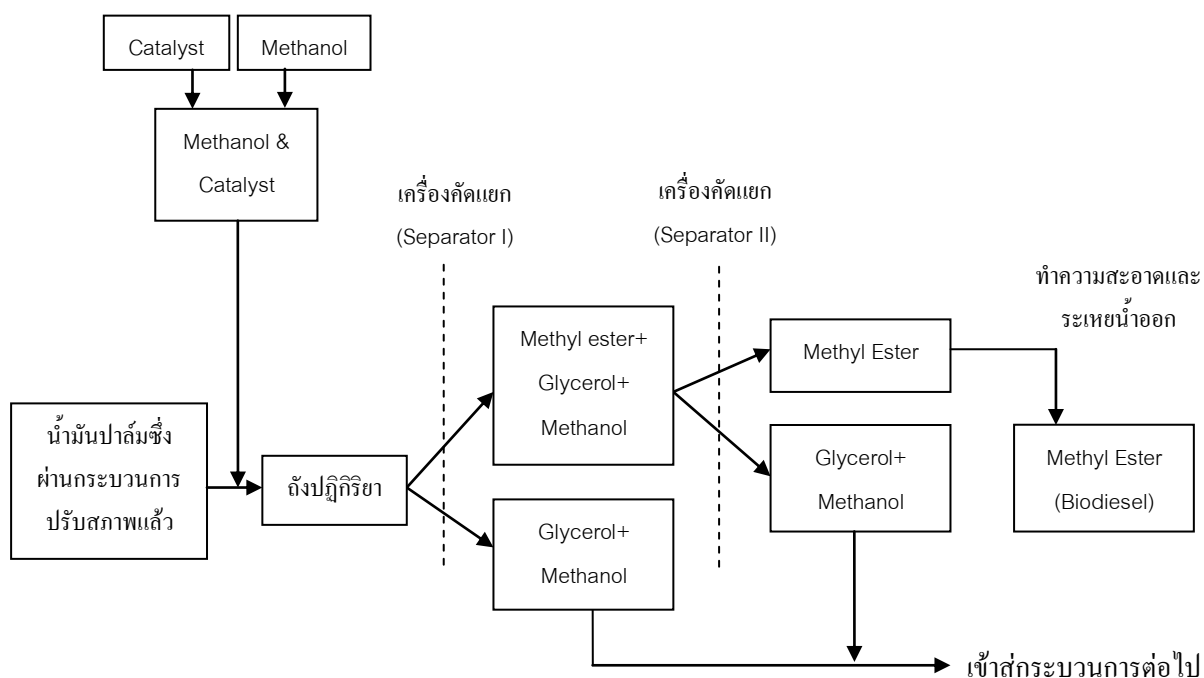 Catalyst
Methanol
Methanol &
Catalyst
เครื่องคัดแยก
(Separator I)
เครื่องคัดแยก
(Separator II)
ทำความสะอาดและ
ระเหยน้ำออก
Methyl ester+
Glycerol+
Methanol
Methyl Ester
น้ำมันปาล์มซึ่ง
ผ่านกระบวนการ
ปรับสภาพแล้ว
ถังปฏิกิริยา
Glycerol+
Methanol
Methyl Ester
(Biodiesel)
Glycerol+
Methanol
เข้าสู่กระบวนการต่อไป